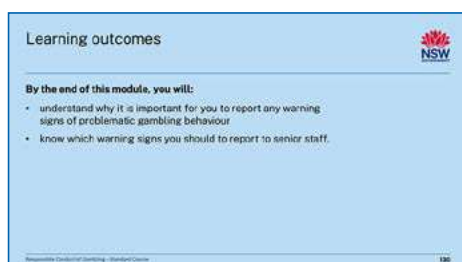 Learning outcomes
NSW
GOVERNMENT
By the end of this module, you will:
• understand why it is important for you to report any warning
signs of problematic gambling behaviour
• know which warning signs you should to report to senior staff.
Responsible Conduct of Gambling – Standard Course
130